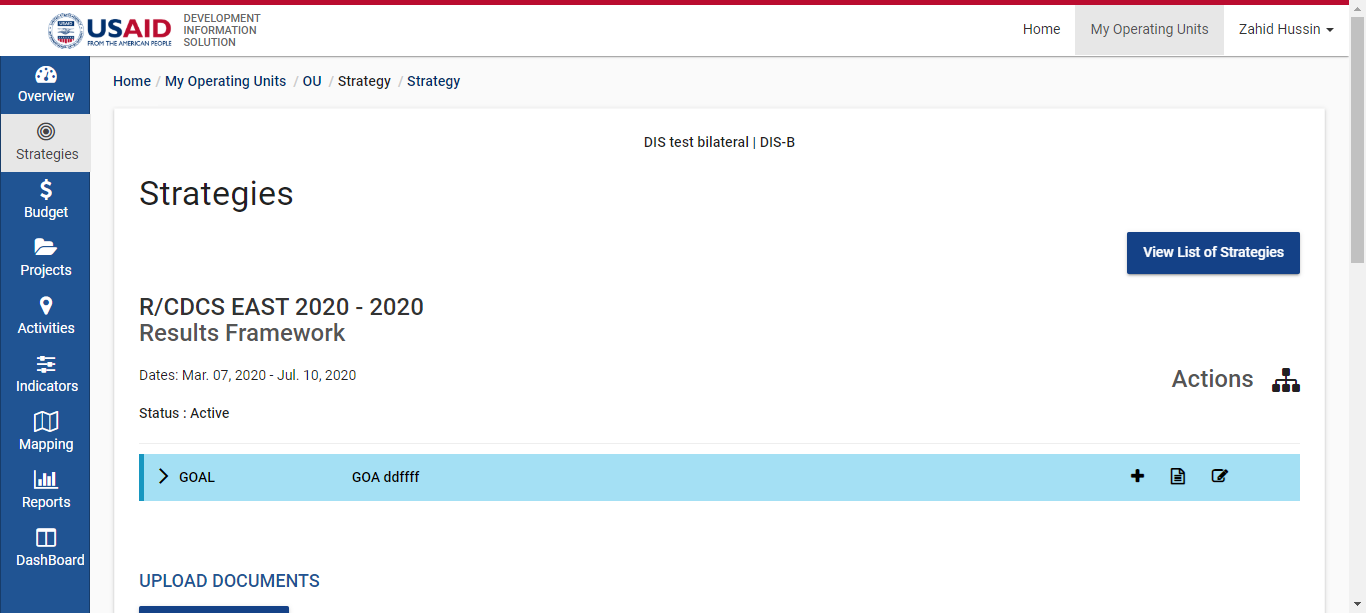 USAID
FROM THE AMERICAN PEOPLE
DEVELOPMENT
INFORMATION
SOLUTION
Home
My Operating Units
Zahid Hussin
Overview
Strategies
Budget
Projects
Activities
Indicators
Mapping
Reports
DashBoard
Home / My Operating Units / OU / Strategy / Strategy
DIS test bilateral | DIS-B
Strategies
View List of Strategies
R/CDCS EAST 2020 - 2020
Results Framework
Dates: Mar. 07, 2020 - Jul. 10, 2020
Actions
Status : Active
GOAL GOA ddffff
UPLOAD DOCUMENTS